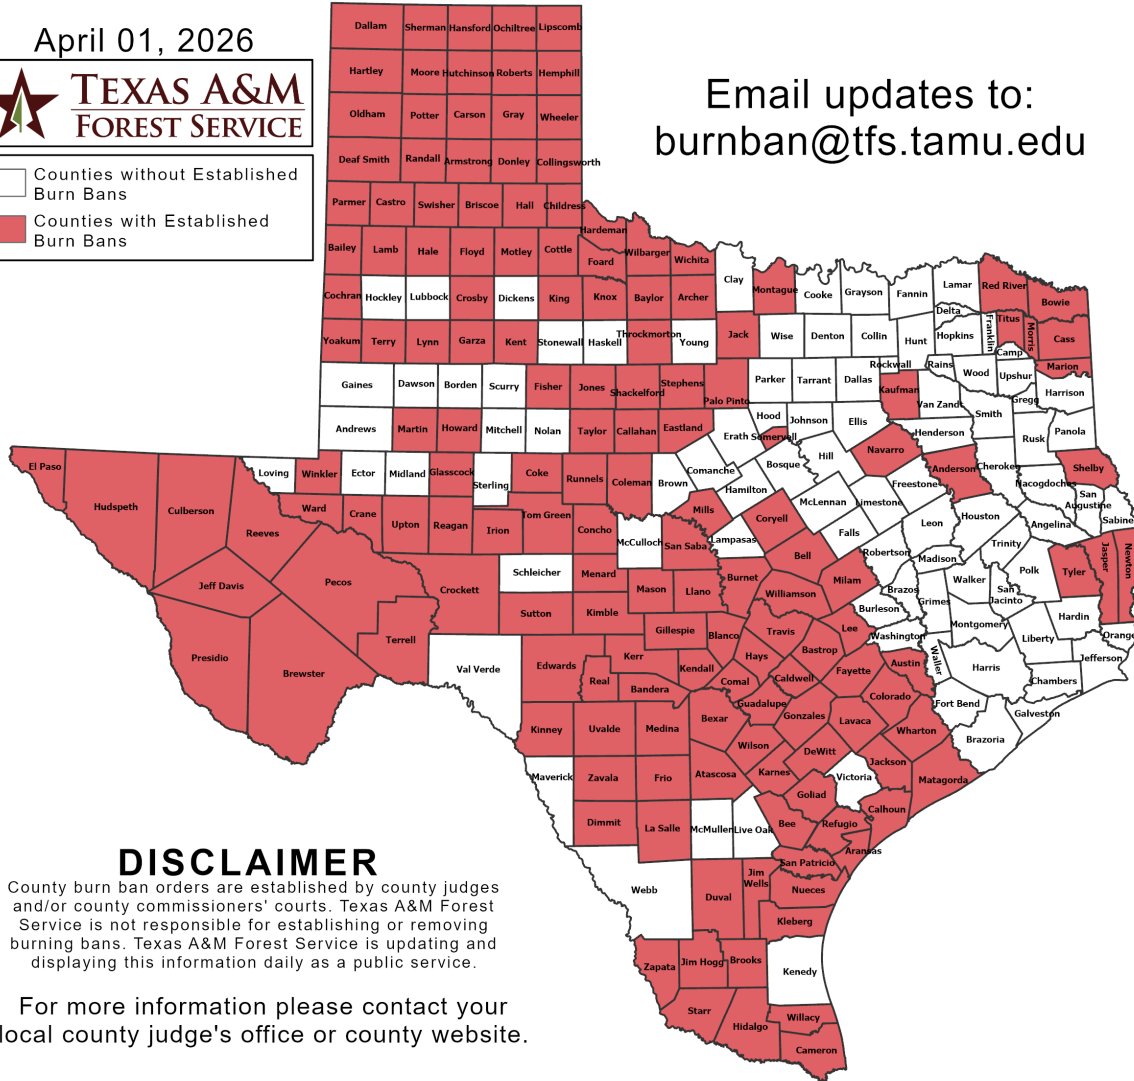 April 01, 2026
TEXAS A&M
FOREST SERVICE
Counties without Established
Burn Bans
Counties with Established
Burn Bans
Email updates to:
burnban@tfs.tamu.edu
Dallam Sherman Hansford Ochiltree Lipscomb
Hartley Moore Hutchinson Roberts Hemphill
Oldham Potter Carson Gray Wheeler
Deaf Smith Randall Armstrong Donley Collingsworth
Parmer Castro Swisher Briscoe Hall Childress
Hardeman
Bailey Lamb Hale Floyd Motley Cottle Foard Wilbarger Wichita
Clay Montague Cooke Grayson Fannin Lamar Red River Bowie
Cochran Hockley Lubbock Crosby Dickens King Knox Baylor Archer
Delta Franklin Titus Morris Cass
Yoakum Terry Lynn Garza Kent Stonewall Haskell Throckmorton Young Jack Wise Denton Collin Hunt Hopkins
Camp
Rockwall Rains Wood Upshur Marion
Gaines Dawson Borden Scurry Fisher Jones Shackelford Stephens Palo Pinto Parker Tarrant Dallas Kaufman Van Zandt Gregg Harrison
Smith
Andrews Martin Howard Mitchell Nolan Taylor Callahan Eastland Erath Hood Somervell Johnson Ellis Henderson Rusk Panola
El Paso Loving Winkler Ector Midland Glasscock Sterling Coke Runnels Coleman Brown Comanche Bosque Hill Navarro Anderson Cherokee Shelby
Hamilton Freestone Nacogdoches
Hudspeth Culberson Reeves Ward Crane Upton Reagan Irion Tom Green Concho McCulloch San Saba Mills Lampasas Coryell McLennan Limestone Falls Leon Houston Angelina San Augustine Sabine
Jeff Davis Pecos Crockett Schleicher Menard Mason Llano Burnet Bell Milam Robertson Madison Trinity Polk Tyler Jasper Newton
Sutton Kimble Williamson Brazos Grimes Walker San Jacinto
Burleson Montgomery Liberty Hardin Orange
Presidio Brewster Terrell Val Verde Edwards Real Kerr Gillespie Blanco Travis Lee Washington Waller Harris Jefferson
Kendall Hays Bastrop Fayette Austin Chambers
Bandera Comal Caldwell Colorado Fort Bend Galveston
Kinney Uvalde Medina Bexar Guadalupe Gonzales Lavaca Wharton Brazoria
Wilson DeWitt Jackson
Maverick Zavala Frio Atascosa Karnes Victoria Matagorda
Goliad Calhoun
Dimmit La Salle McMullen Live Oak Bee Refugio
Aransas
San Patricio
Webb Duval Jim Wells Nueces
Kleberg
Zapata Jim Hogg Brooks Kenedy
Starr Hidalgo Willacy
Cameron
DISCLAIMER
County burn ban orders are established by county judges
and/or county commissioners' courts. Texas A&M Forest
Service is not responsible for establishing or removing
burning bans. Texas A&M Forest Service is updating and
displaying this information daily as a public service.
For more information please contact your
local county judge's office or county website.